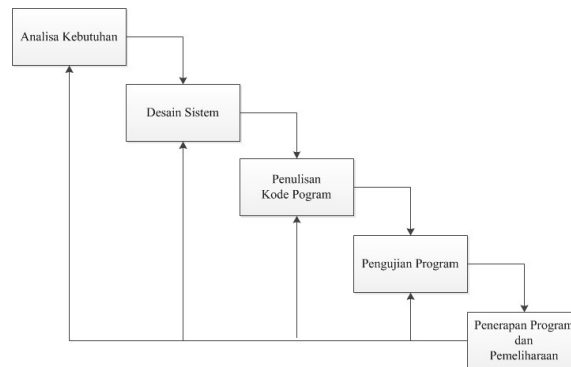 Analisa Kebutuhan
Desain Sistem
Penulisan
Kode Pogram
Pengujian Program
Penerapan Program
dan
Pemeliharaan